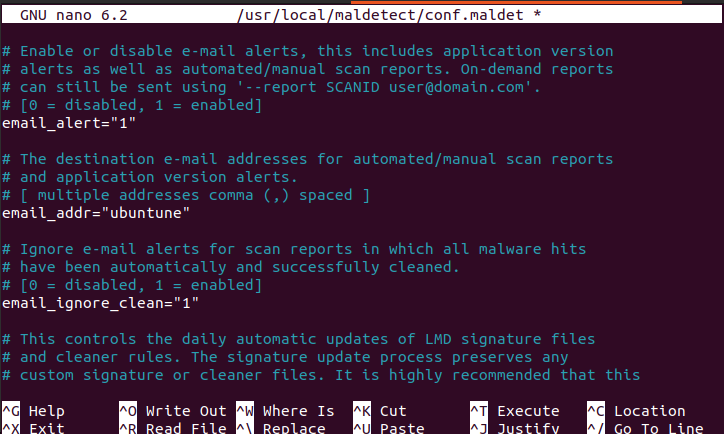 GNU nano 6.2 /usr/local/maldetect/conf.maldet *
# Enable or disable e-mail alerts, this includes application version
# alerts as well as automated/manual scan reports. On-demand reports
# can still be sent using '--report SCANID user@domain.com'.
# [0 = disabled, 1 = enabled]
email_alert="1"
# The destination e-mail addresses for automated/manual scan reports
# and application version alerts.
# [ multiple addresses comma (,) spaced ]
email_addr="ubuntune"
# Ignore e-mail alerts for scan reports in which all malware hits
# have been automatically and successfully cleaned.
# [0 = disabled, 1 = enabled]
email_ignore_clean="1"
# This controls the daily automatic updates of LMD signature files
# and cleaner rules. The signature update process preserves any
# custom signature or cleaner files. It is highly recommended that this
^G Help ^O Write Out ^W Where Is ^K Cut ^T Execute ^C Location
^X Exit ^R Read File ^\ Replace ^U Paste ^J Justify ^/ Go To Line